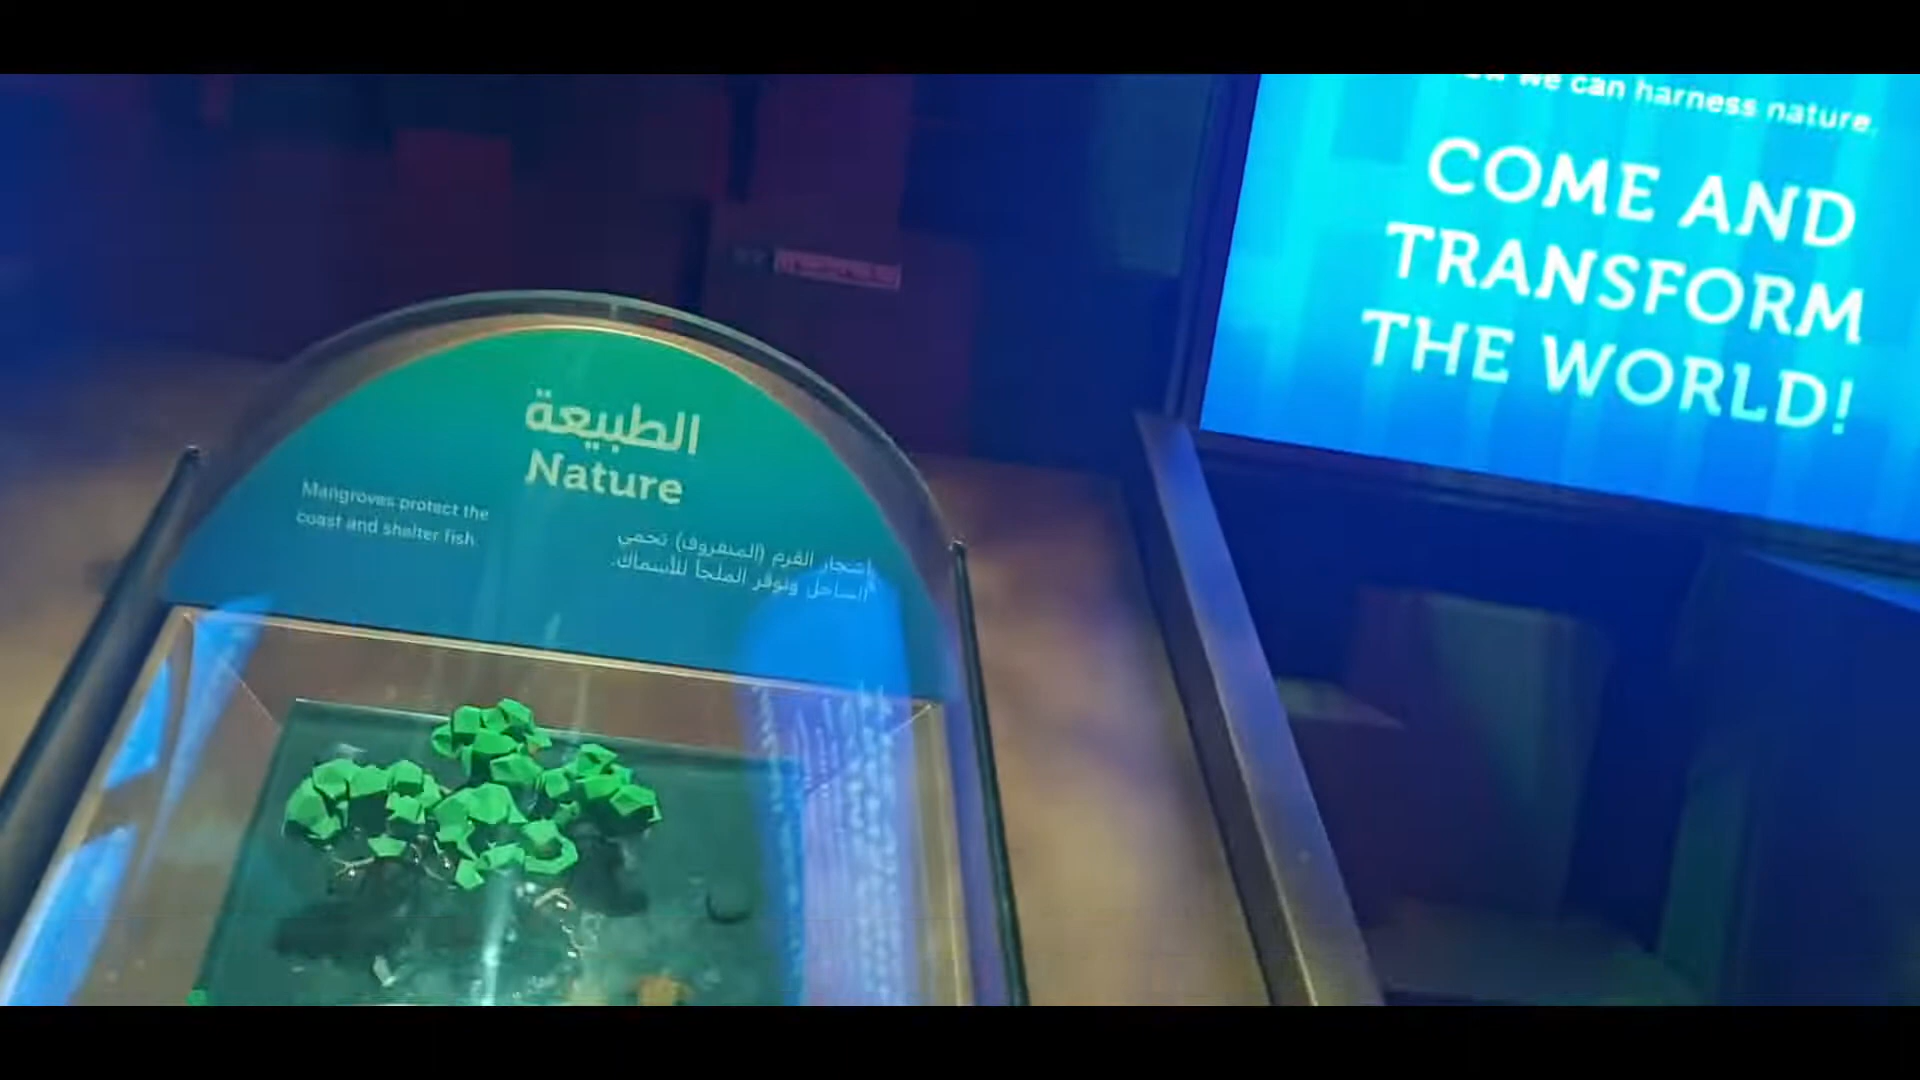 we can harness nature.
COME AND
TRANSFORM
THE WORLD!
الطبيعة
Nature
Mangroves protect the
coast and shelter fish.
أشجار القرم (المنغروف) تحمي
الساحل وتوفر الملجأ للأسماك.